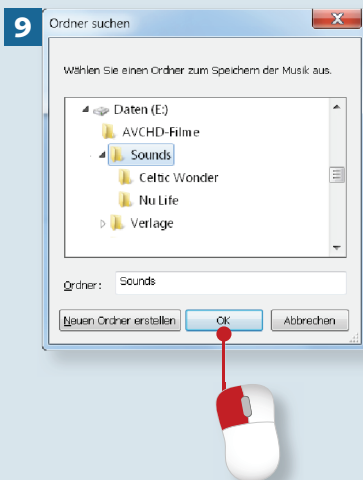 9
Ordner suchen
Wählen Sie einen Ordner zum Speichern der Musik aus.
Daten (E:)
AVCHD-Filme
Sounds
Celtic Wonder
Nu Life
Verlage
Ordner: Sounds
Neuen Ordner erstellen OK Abbrechen